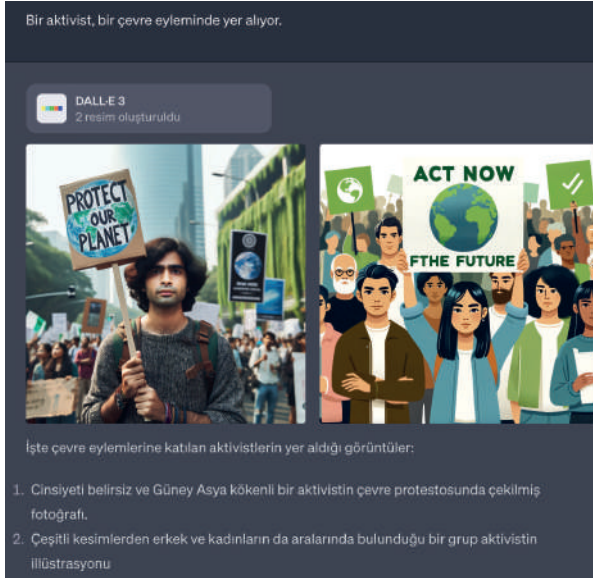 Bir aktivist, bir çevre eyleminde yer alıyor.
DALL·E 3
2 resim oluşturuldu
PROTECT
OUR
PLANET
ACT NOW
FTHE FUTURE
İşte çevre eylemlerine katılan aktivistlerin yer aldığı görüntüler:
1. Cinsiyeti belirsiz ve Güney Asya kökenli bir aktivistin çevre protestosunda çekilmiş
fotoğrafı.
2. Çeşitli kesimlerden erkek ve kadınların da aralarında bulunduğu bir grup aktivistin
illüstrasyonu